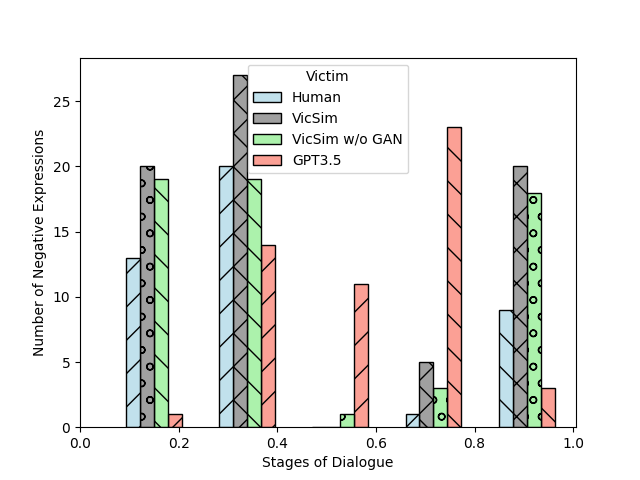 Victim
Human
VicSim
VicSim w/o GAN
GPT3.5
25
20
15
10
5
0
Number of Negative Expressions
0.0 0.2 0.4 0.6 0.8 1.0
Stages of Dialogue